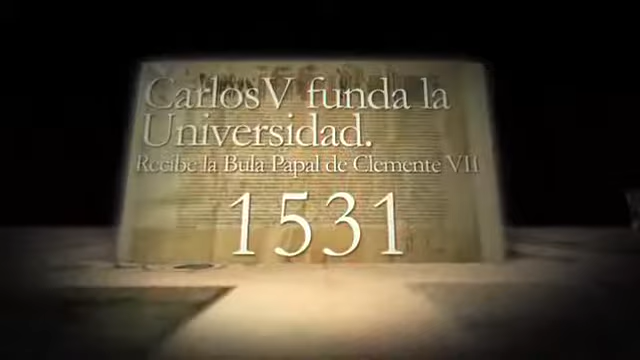 Carlos V funda la
Universidad.
Recibe la Bula Papal de Clemente VII
1531